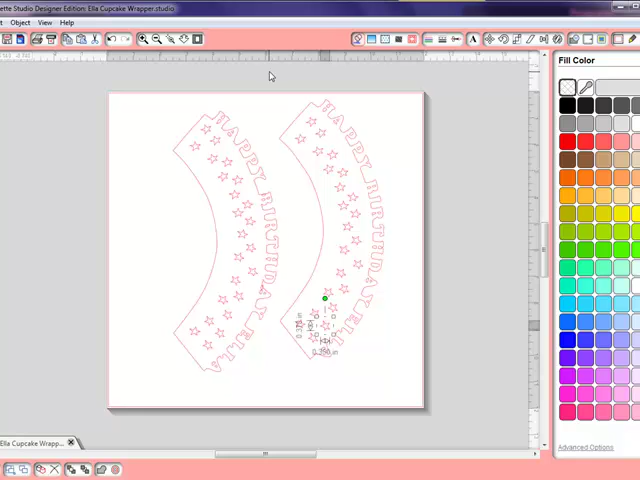 ette Studio Designer Edition: Ella Cupcake Wrapper.studio
t Object View Help
Fill Color
HAPPY BIRTHDAY ELLA
HAPPY BIRTHDAY ELLA
Ella Cupcake Wrapp...
Advanced Options